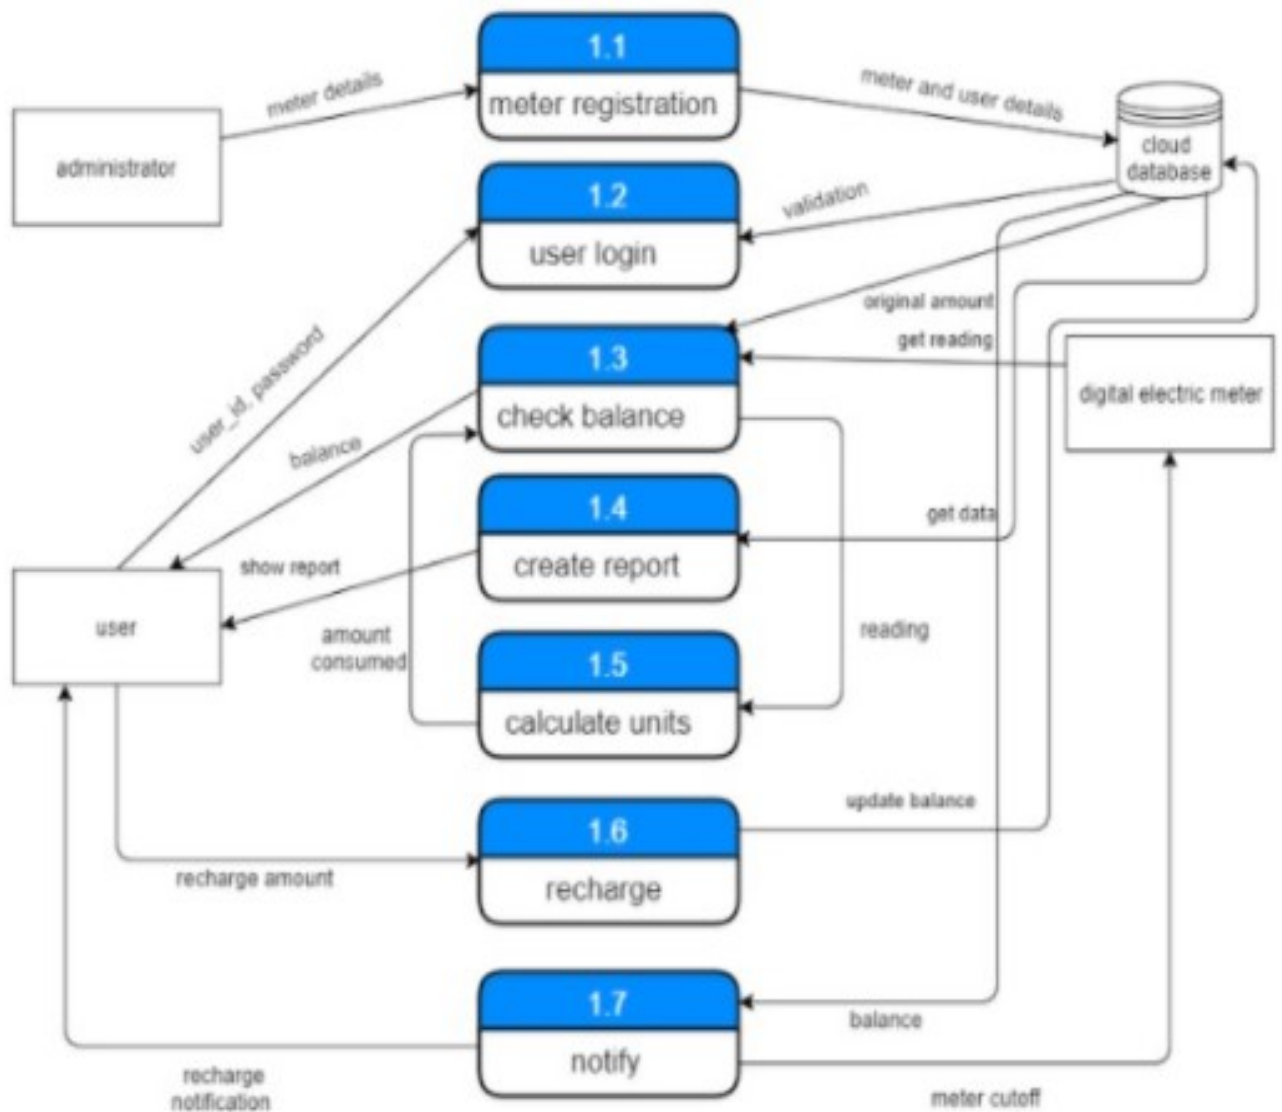 1.1
meter registration
meter details
meter and user details
administrator
cloud
database
1.2
user login
validation
user_id, password
original amount
get reading
1.3
check balance
digital electric meter
balance
1.4
create report
get data
show report
user
amount
consumed
reading
1.5
calculate units
update balance
1.6
recharge
recharge amount
1.7
notify
balance
recharge
notification
meter cutoff